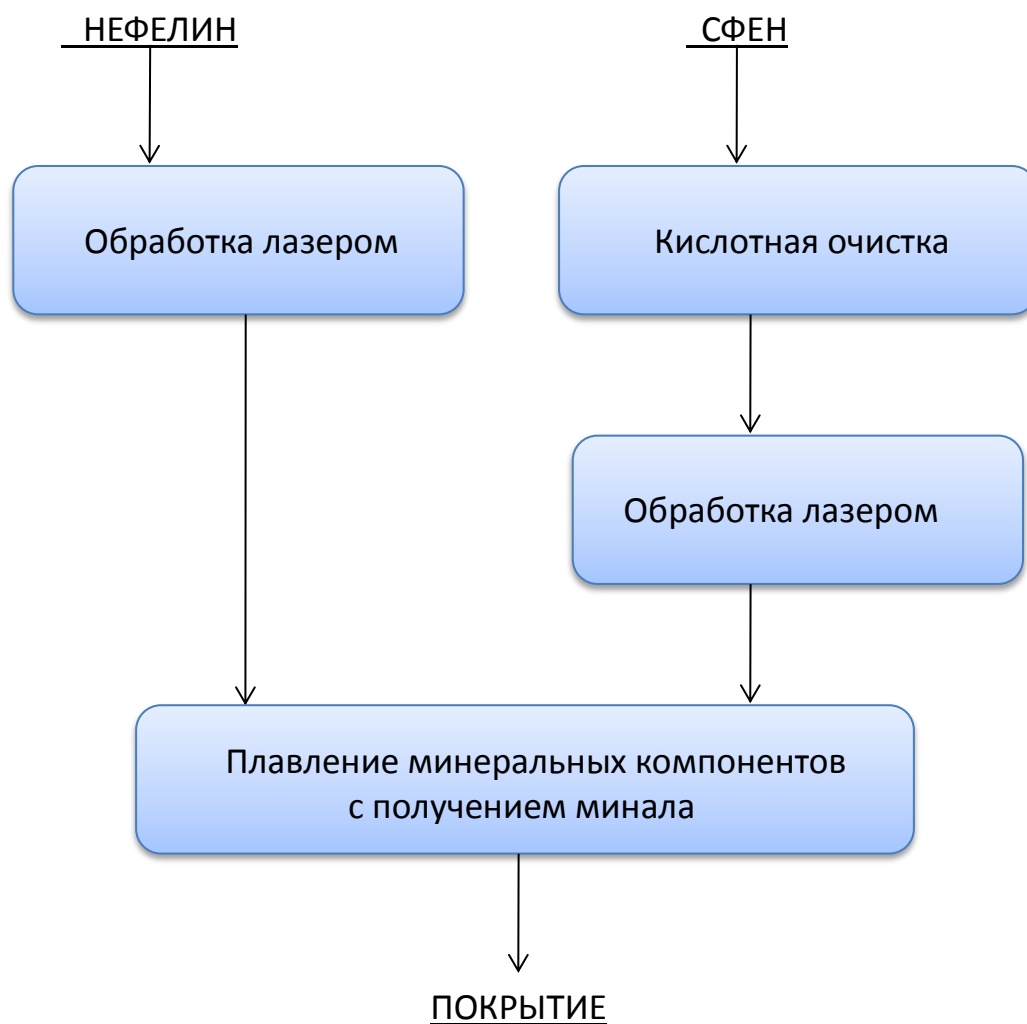 НЕФЕЛИН
СФЕН
Обработка лазером
Кислотная очистка
Обработка лазером
Плавление минеральных компонентов
с получением минала
ПОКРЫТИЕ